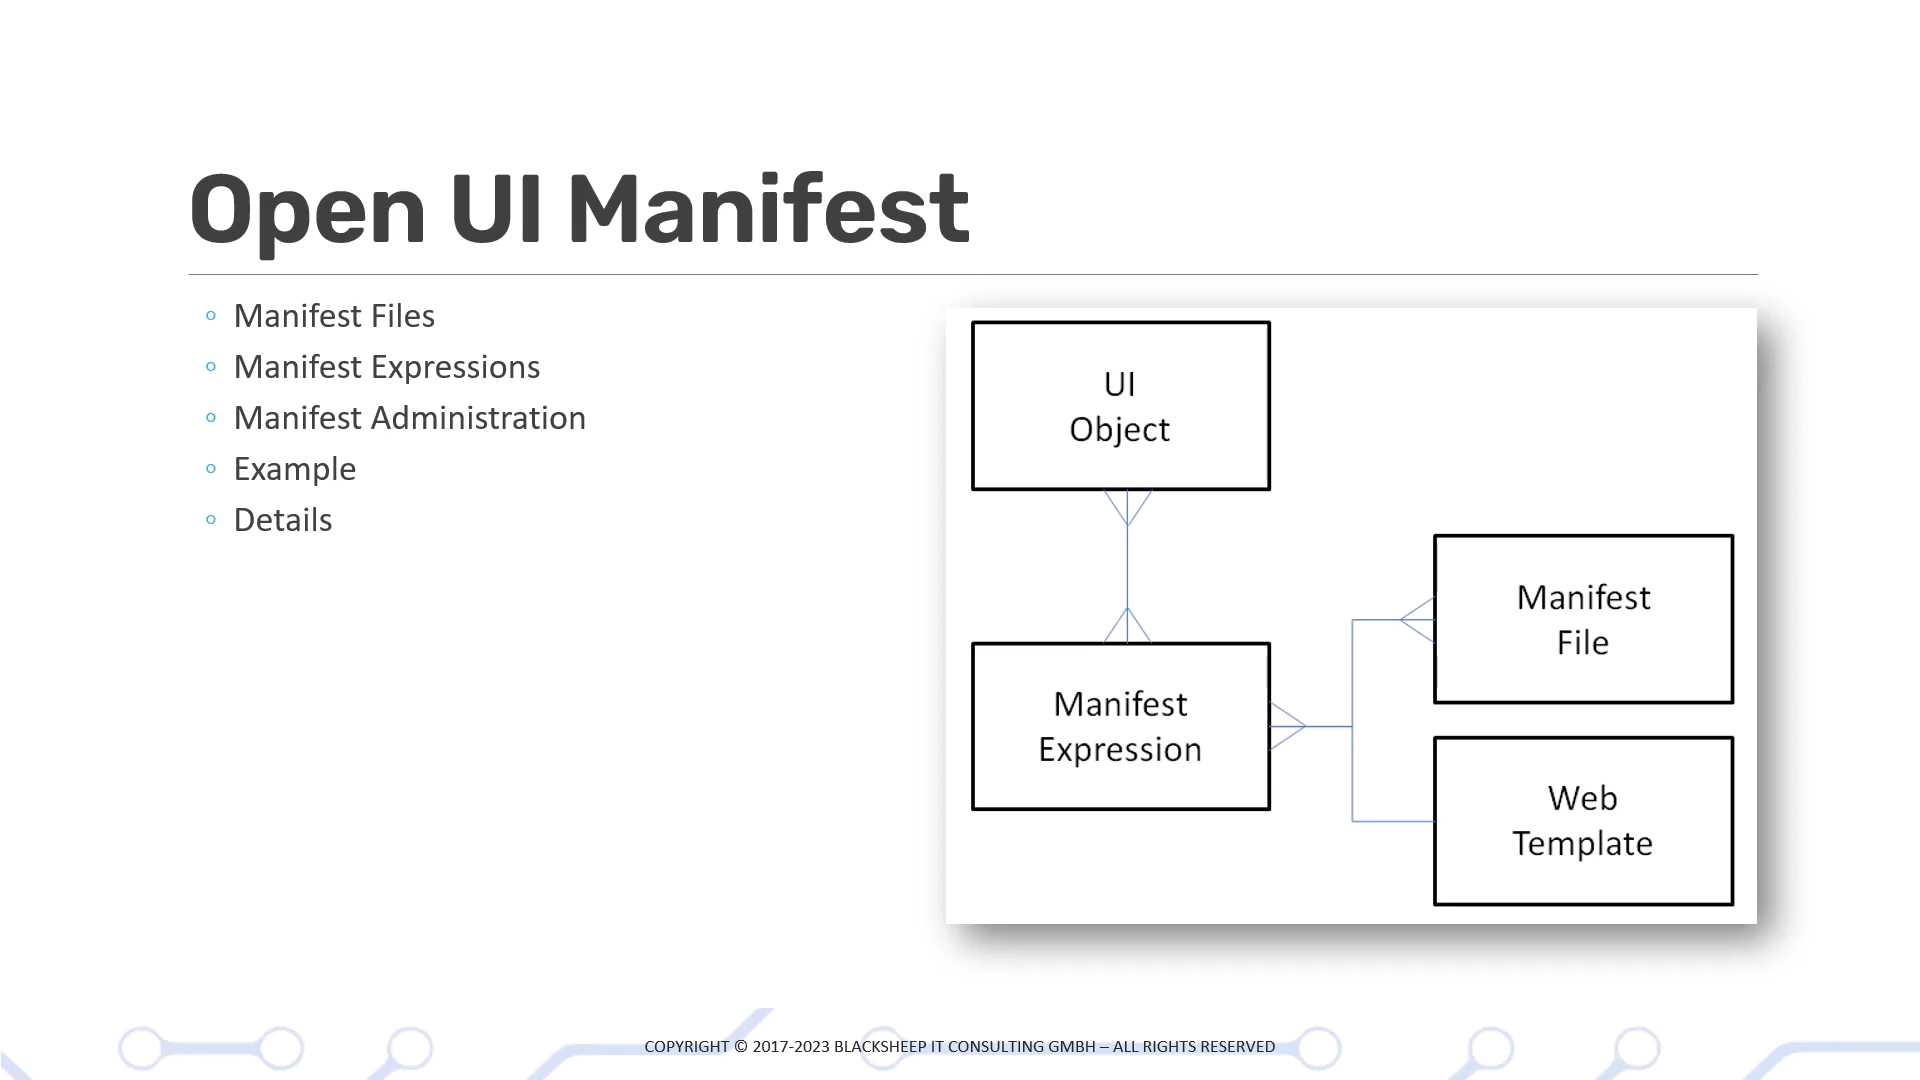 Open UI Manifest
Manifest Files
Manifest Expressions
Manifest Administration
Example
Details
UI
Object
Manifest
Expression
Manifest
File
Web
Template
COPYRIGHT © 2017-2023 BLACKSHEEP IT CONSULTING GMBH – ALL RIGHTS RESERVED